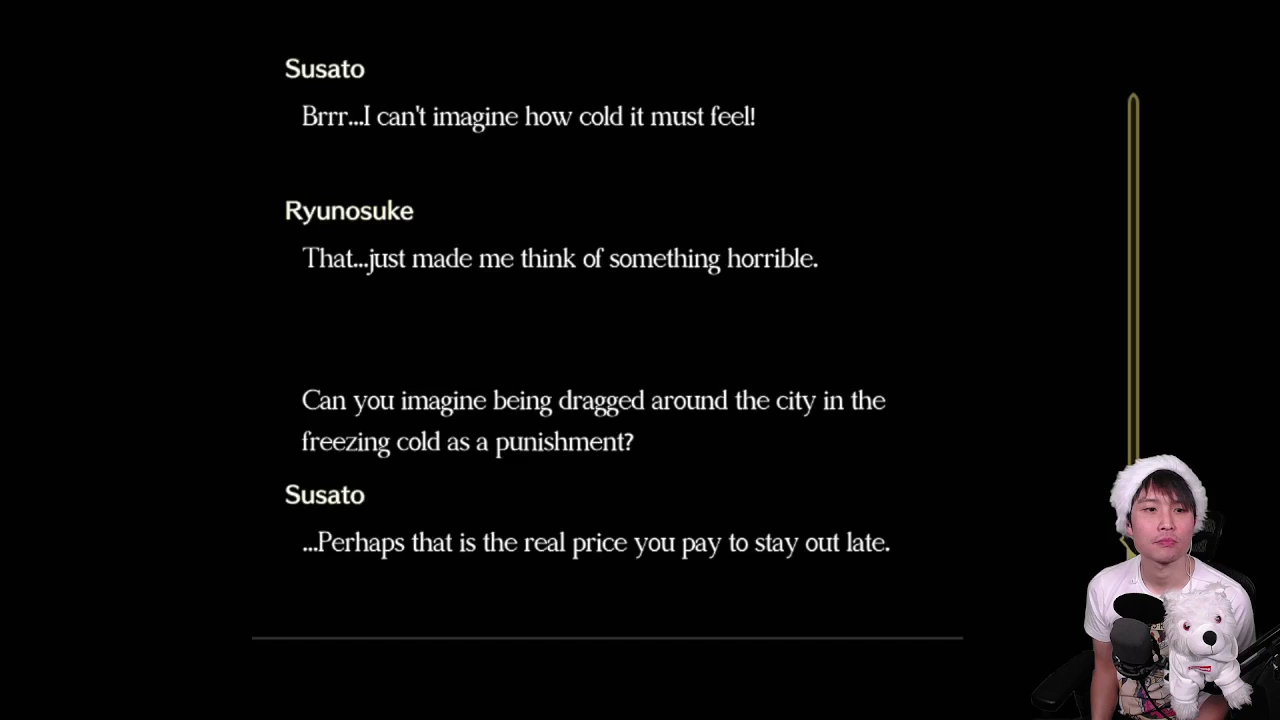 Susato
Brrr...I can't imagine how cold it must feel!
Ryunosuke
That...just made me think of something horrible.
Can you imagine being dragged around the city in the
freezing cold as a punishment?
Susato
...Perhaps that is the real price you pay to stay out late.